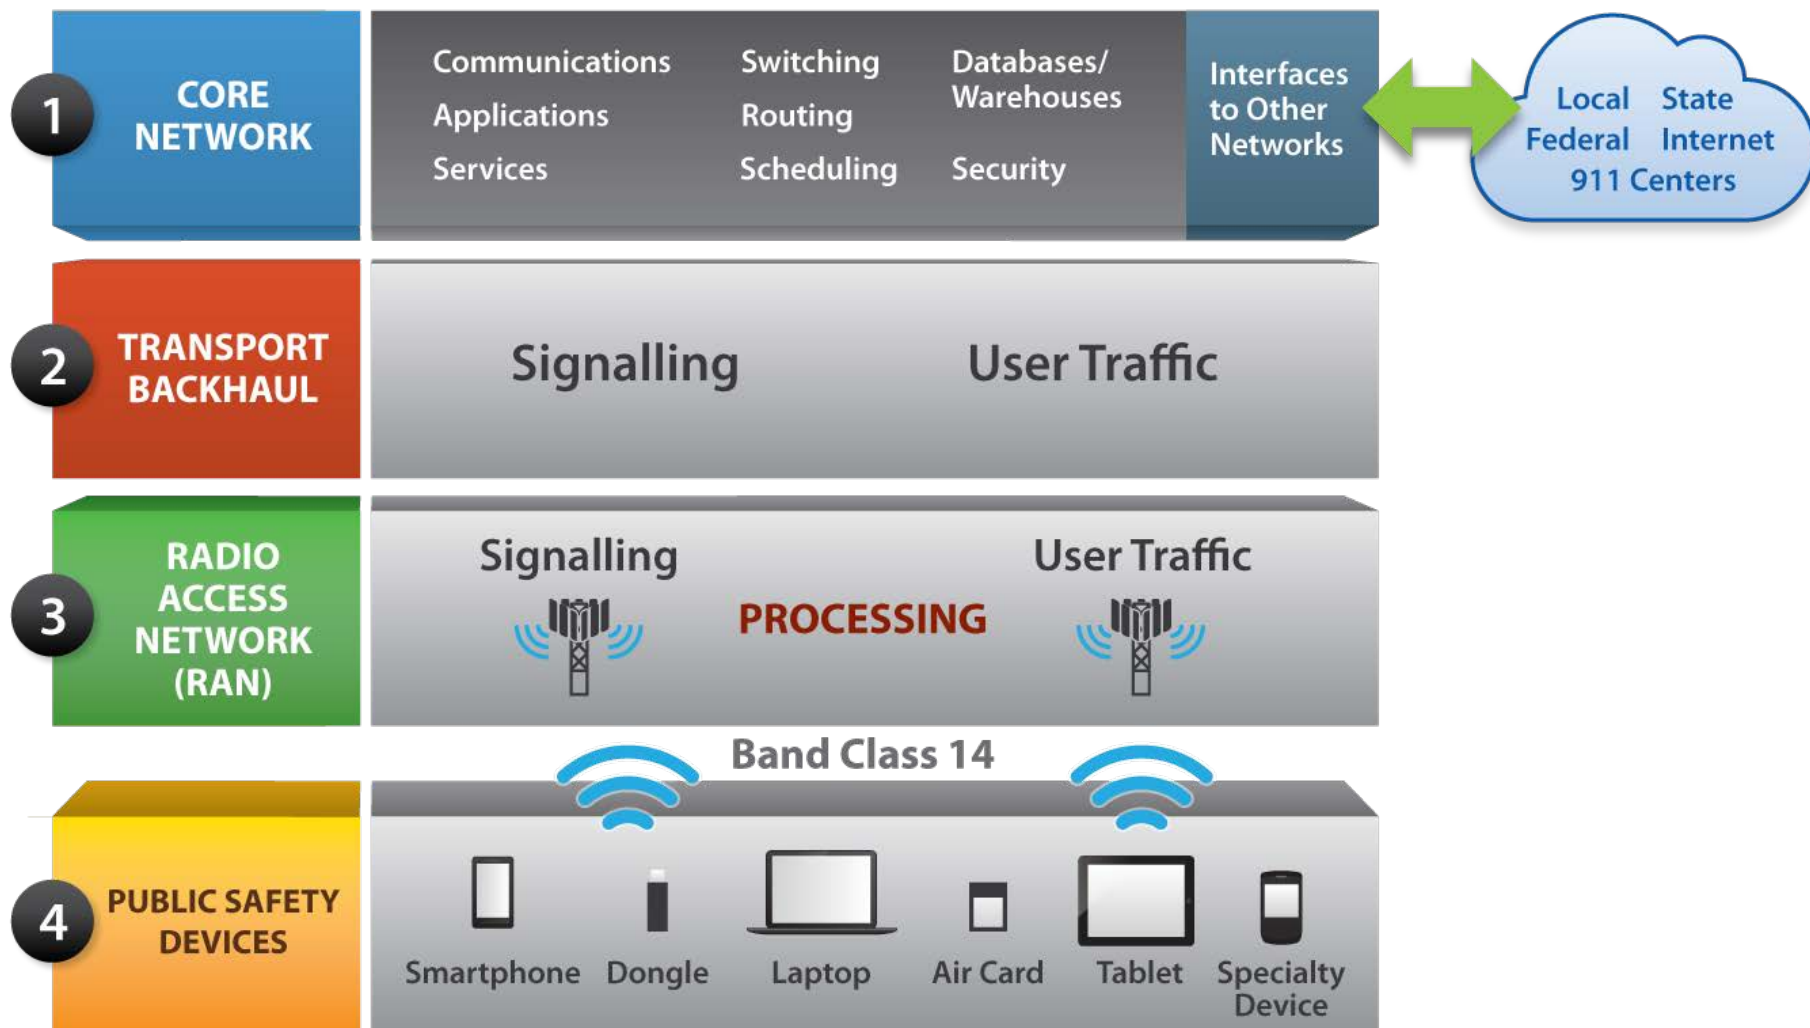 1
CORE
NETWORK
Communications
Applications
Services
Switching
Routing
Scheduling
Databases/
Warehouses
Security
Interfaces
to Other
Networks
Local State
Federal Internet
911 Centers
2
TRANSPORT
BACKHAUL
Signalling
User Traffic
3
RADIO
ACCESS
NETWORK
(RAN)
Signalling
PROCESSING
User Traffic
Band Class 14
4
PUBLIC SAFETY
DEVICES
Smartphone
Dongle
Laptop
Air Card
Tablet
Specialty
Device